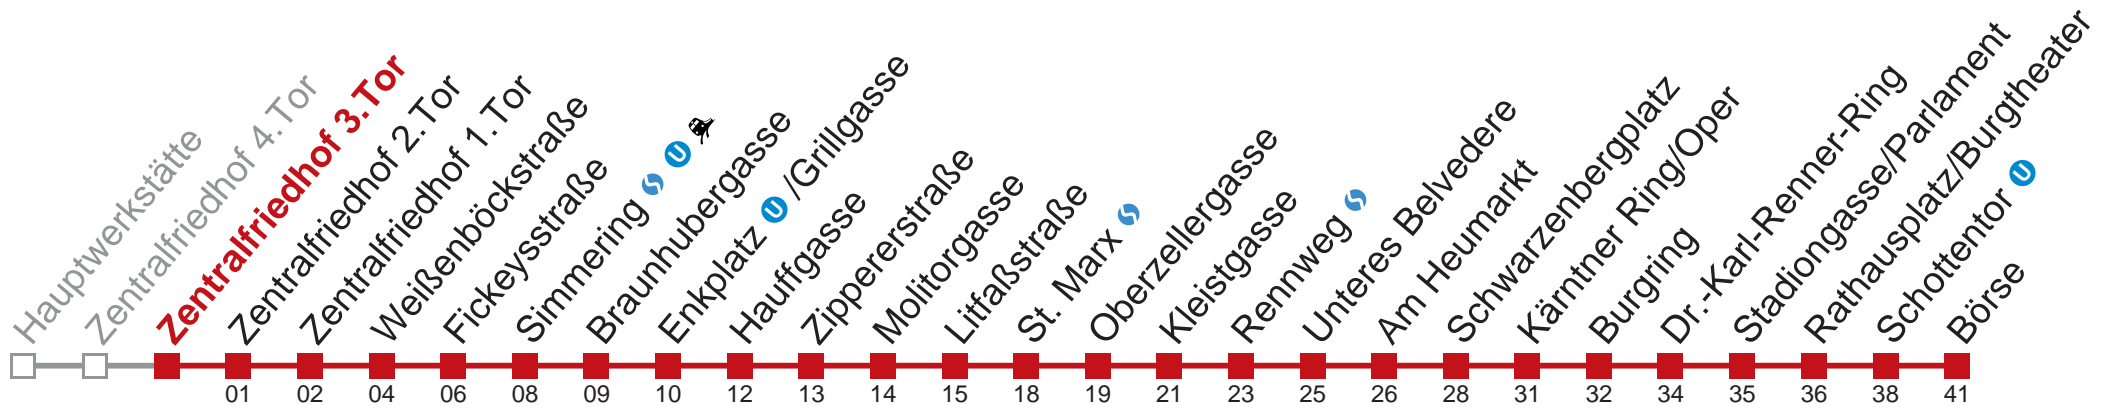 Hauptwerkstätte
Zentralfriedhof 4.Tor
Zentralfriedhof 3.Tor
Zentralfriedhof 2.Tor
Zentralfriedhof 1.Tor
Weißenböckstraße
Fickeysstraße
Simmering S U
Braunhubergasse
Enkplatz U /Grillgasse
Hauffgasse
Zippererstraße
Molitorgasse
Litfaßstraße
St. Marx S
Oberzellergasse
Kleistgasse
Rennweg S
Unteres Belvedere
Am Heumarkt
Schwarzenbergplatz
Kärntner Ring/Oper
Burgring
Dr.-Karl-Renner-Ring
Stadiongasse/Parlament
Rathausplatz/Burgtheater
Schottentor U
Börse
01 02 04 06 08 09 10 12 13 14 15 18 19 21 23 25 26 28 31 32 34 35 36 38 41